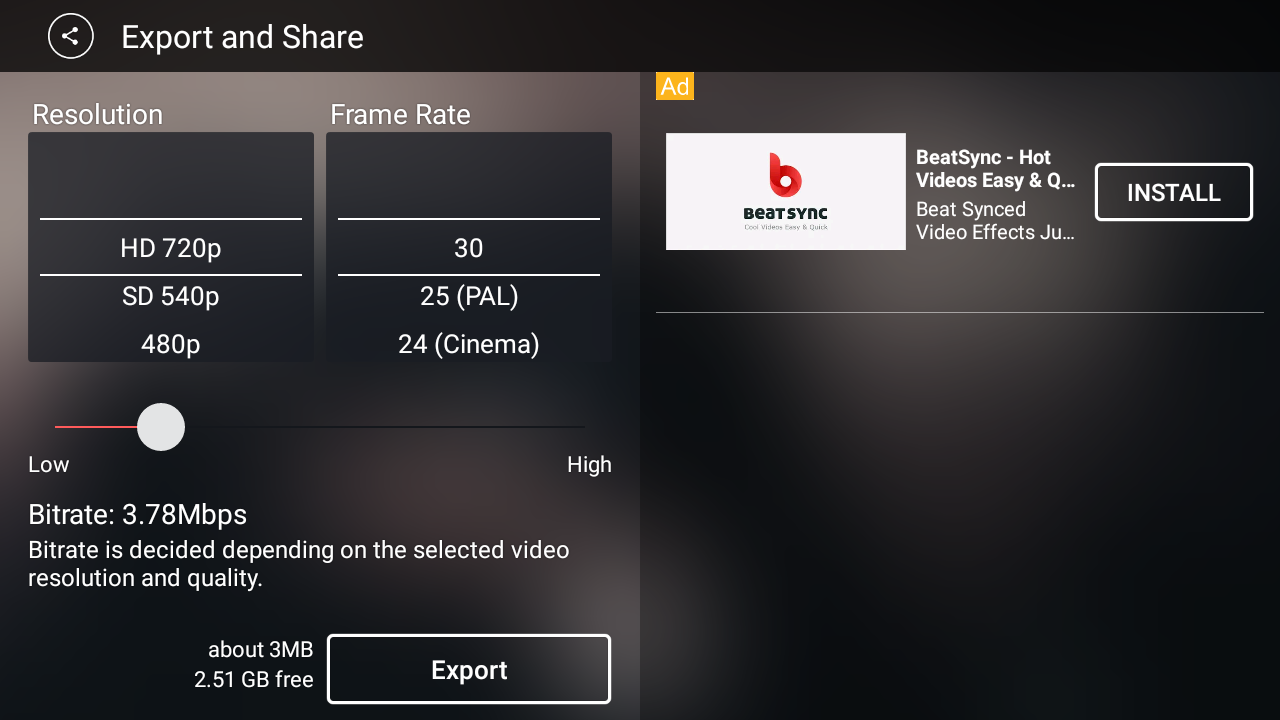 Export and Share
Resolution
Frame Rate
HD 720p
SD 540p
480p
30
25 (PAL)
24 (Cinema)
Low
High
Bitrate: 3.78Mbps
Bitrate is decided depending on the selected video
resolution and quality.
about 3MB
2.51 GB free
Export
Ad
BEATSYNC
Cool Videos Easy & Quick
BeatSync - Hot
Videos Easy & Q...
Beat Synced
Video Effects Ju...
INSTALL